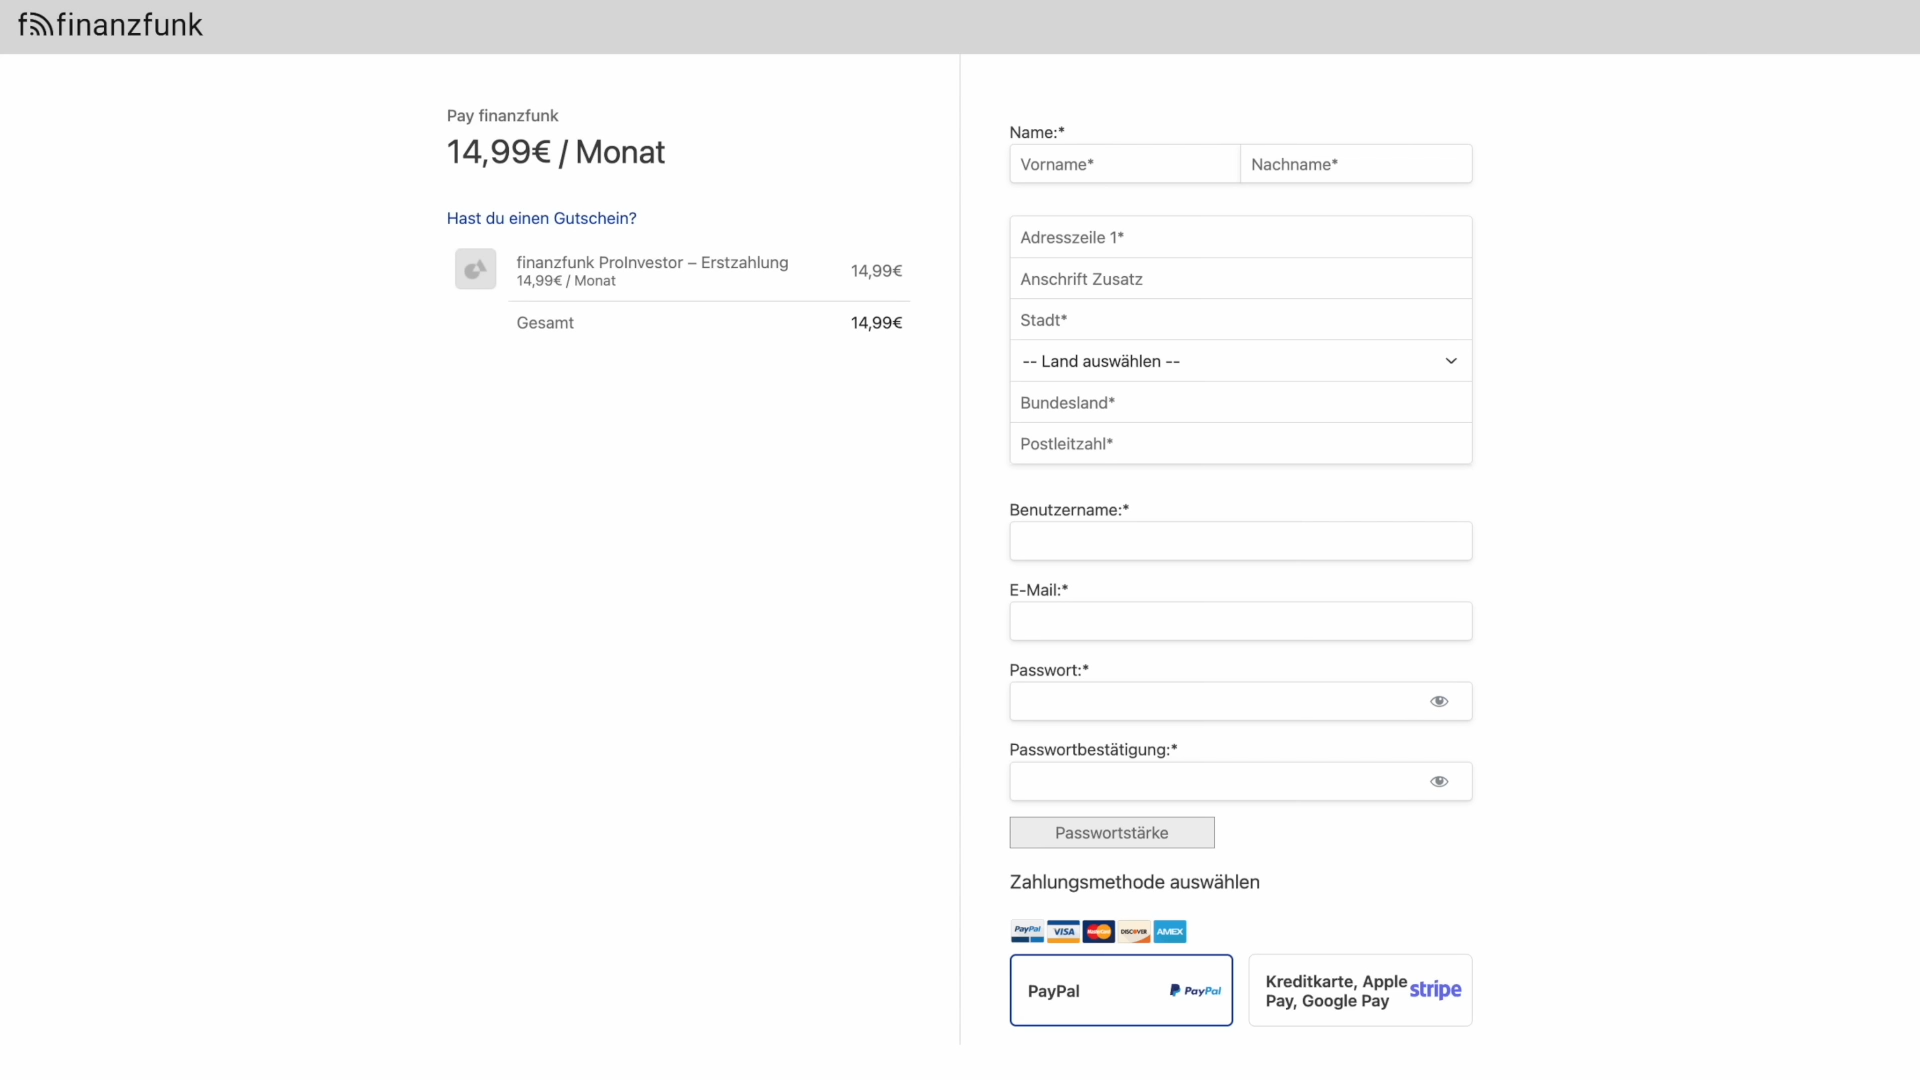 finanzfunk
Pay finanzfunk
14,99€ / Monat
Hast du einen Gutschein?
finanzfunk ProInvestor – Erstzahlung
14,99€
14,99€ / Monat
Gesamt
14,99€
Name:*
Vorname*
Nachname*
Adresszeile 1*
Anschrift Zusatz
Stadt*
-- Land auswählen --
Bundesland*
Postleitzahl*
Benutzername:*
E-Mail:*
Passwort:*
Passwortbestätigung:*
Passwortstärke
Zahlungsmethode auswählen
PayPal VISA MasterCard DISCOVER AMEX
PayPal
PayPal
Kreditkarte, Apple
Pay, Google Pay
stripe